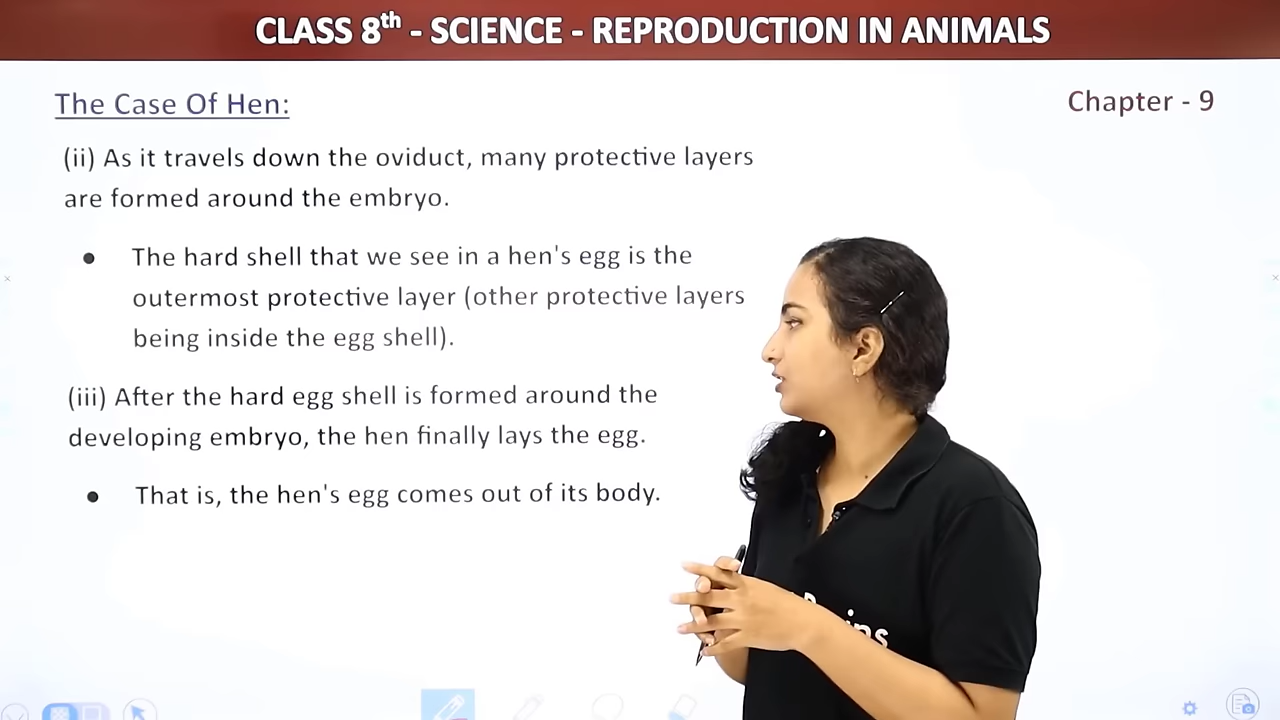 CLASS 8th - SCIENCE - REPRODUCTION IN ANIMALS
The Case Of Hen:
Chapter - 9
(ii) As it travels down the oviduct, many protective layers
are formed around the embryo.
● The hard shell that we see in a hen's egg is the
outermost protective layer (other protective layers
being inside the egg shell).
(iii) After the hard egg shell is formed around the
developing embryo, the hen finally lays the egg.
● That is, the hen's egg comes out of its body.